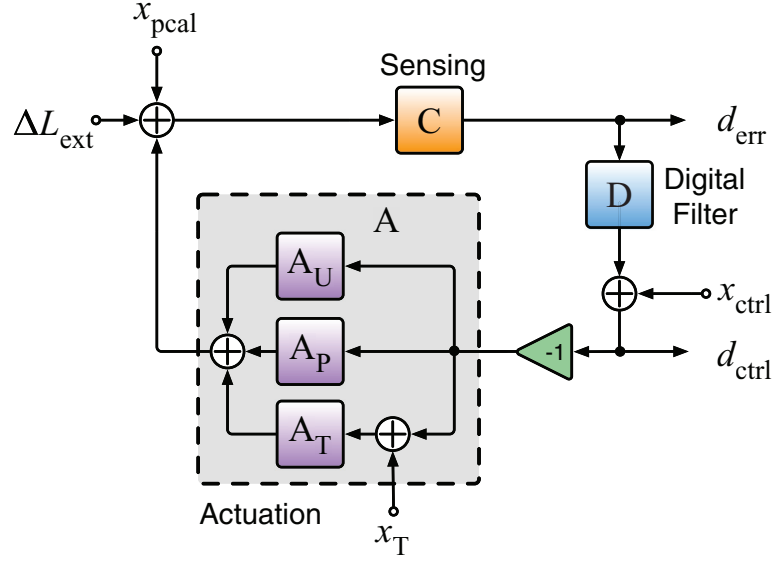 x_pcal
Sensing
ΔL_ext
C
d_err
D
Digital
Filter
A
A_U
x_ctrl
A_P
-1
d_ctrl
A_T
Actuation
x_T